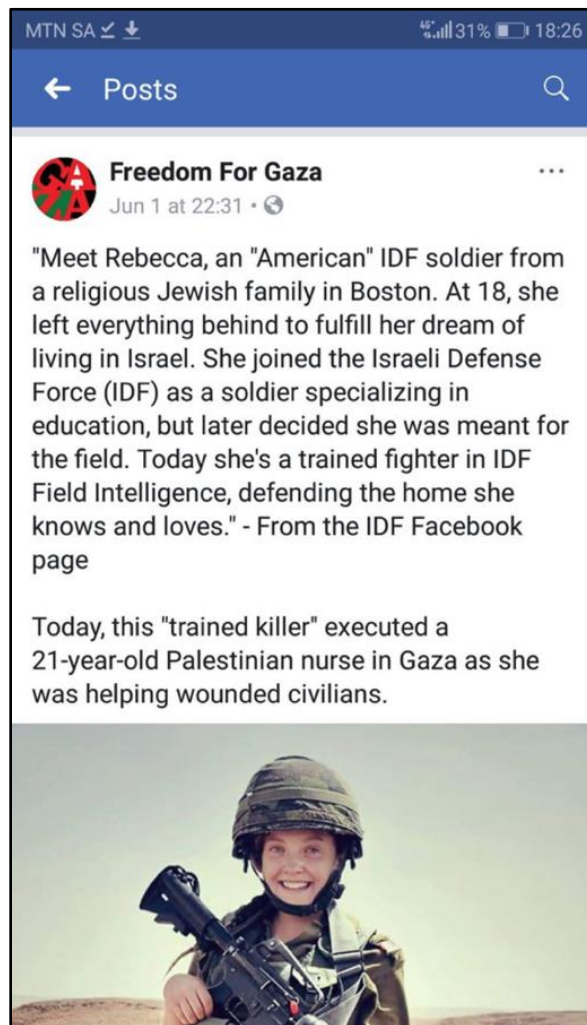 MTN SA 4G+ 31% 18:26
Posts
Freedom For Gaza
Jun 1 at 22:31 •
"Meet Rebecca, an "American" IDF soldier from
a religious Jewish family in Boston. At 18, she
left everything behind to fulfill her dream of
living in Israel. She joined the Israeli Defense
Force (IDF) as a soldier specializing in
education, but later decided she was meant for
the field. Today she's a trained fighter in IDF
Field Intelligence, defending the home she
knows and loves." - From the IDF Facebook
page
Today, this "trained killer" executed a
21-year-old Palestinian nurse in Gaza as she
was helping wounded civilians.